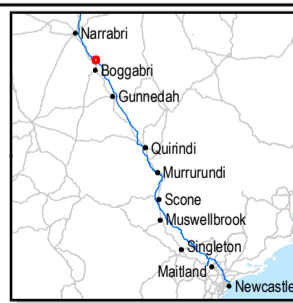 Narrabri
Boggabri
Gunnedah
Quirindi
Murrurundi
Scone
Muswellbrook
Singleton
Maitland
Newcastle